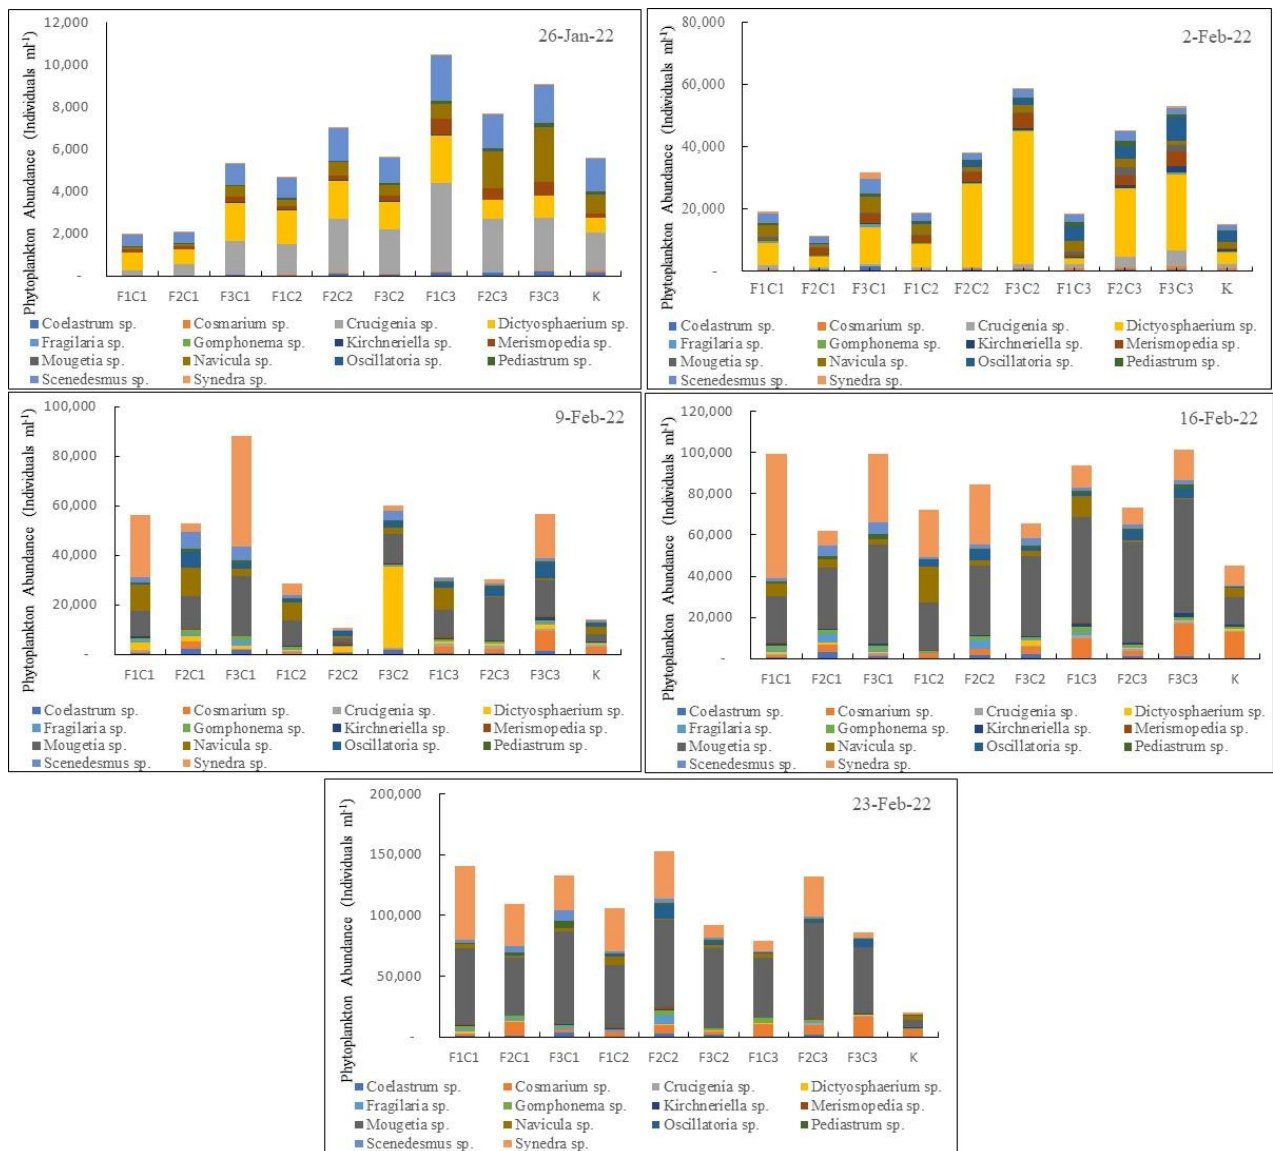 Phytoplankton Abundance (Individuals ml⁻¹)
26-Jan-22
12,000
10,000
8,000
6,000
4,000
2,000
-
F1C1 F2C1 F3C1 F1C2 F2C2 F3C2 F1C3 F2C3 F3C3 K
Coelastrum sp. Cosmarium sp. Crucigenia sp. Dictyosphaerium sp.
Fragilaria sp. Gomphonema sp. Kirchneriella sp. Merismopedia sp.
Mougetia sp. Navicula sp. Oscillatoria sp. Pediastrum sp.
Scenedesmus sp. Synedra sp.
Phytoplankton Abundance (Individuals ml⁻¹)
2-Feb-22
80,000
60,000
40,000
20,000
-
F1C1 F2C1 F3C1 F1C2 F2C2 F3C2 F1C3 F2C3 F3C3 K
Coelastrum sp. Cosmarium sp. Crucigenia sp. Dictyosphaerium sp.
Fragilaria sp. Gomphonema sp. Kirchneriella sp. Merismopedia sp.
Mougetia sp. Navicula sp. Oscillatoria sp. Pediastrum sp.
Scenedesmus sp. Synedra sp.
Phytoplankton Abundance (Individuals ml⁻¹)
9-Feb-22
100,000
80,000
60,000
40,000
20,000
-
F1C1 F2C1 F3C1 F1C2 F2C2 F3C2 F1C3 F2C3 F3C3 K
Coelastrum sp. Cosmarium sp. Crucigenia sp. Dictyosphaerium sp.
Fragilaria sp. Gomphonema sp. Kirchneriella sp. Merismopedia sp.
Mougetia sp. Navicula sp. Oscillatoria sp. Pediastrum sp.
Scenedesmus sp. Synedra sp.
Phytoplankton Abundance (Individuals ml⁻¹)
16-Feb-22
120,000
100,000
80,000
60,000
40,000
20,000
-
F1C1 F2C1 F3C1 F1C2 F2C2 F3C2 F1C3 F2C3 F3C3 K
Coelastrum sp. Cosmarium sp. Crucigenia sp. Dictyosphaerium sp.
Fragilaria sp. Gomphonema sp. Kirchneriella sp. Merismopedia sp.
Mougetia sp. Navicula sp. Oscillatoria sp. Pediastrum sp.
Scenedesmus sp. Synedra sp.
Phytoplankton Abundance (Individuals ml⁻¹)
23-Feb-22
200,000
150,000
100,000
50,000
-
F1C1 F2C1 F3C1 F1C2 F2C2 F3C2 F1C3 F2C3 F3C3 K
Coelastrum sp. Cosmarium sp. Crucigenia sp. Dictyosphaerium sp.
Fragilaria sp. Gomphonema sp. Kirchneriella sp. Merismopedia sp.
Mougetia sp. Navicula sp. Oscillatoria sp. Pediastrum sp.
Scenedesmus sp. Synedra sp.